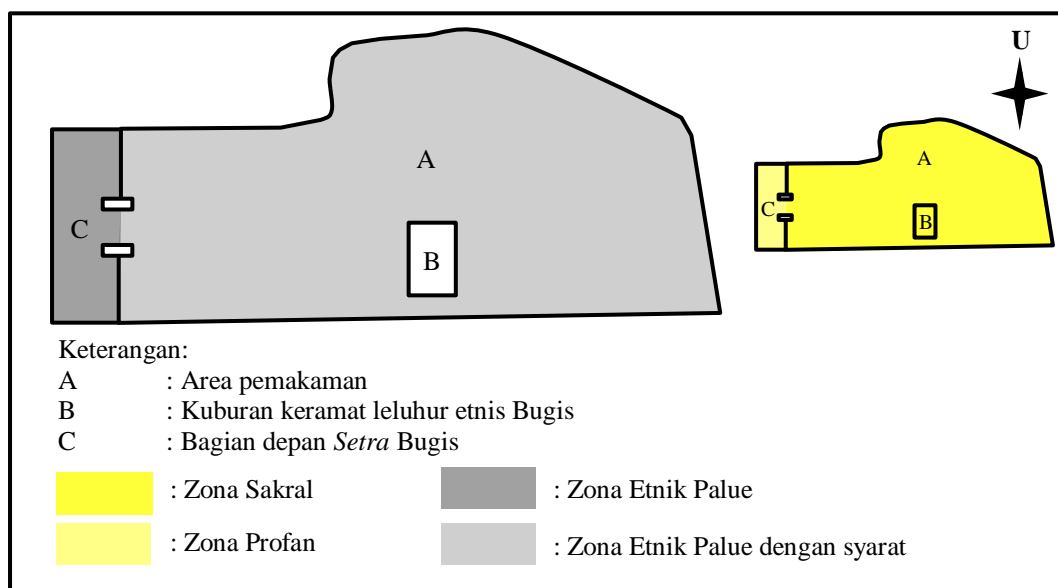 U
A
C
B
A
C
B
Keterangan:
A : Area pemakaman
B : Kuburan keramat leluhur etnis Bugis
C : Bagian depan Setra Bugis
: Zona Sakral
: Zona Etnik Palue
: Zona Profan
: Zona Etnik Palue dengan syarat